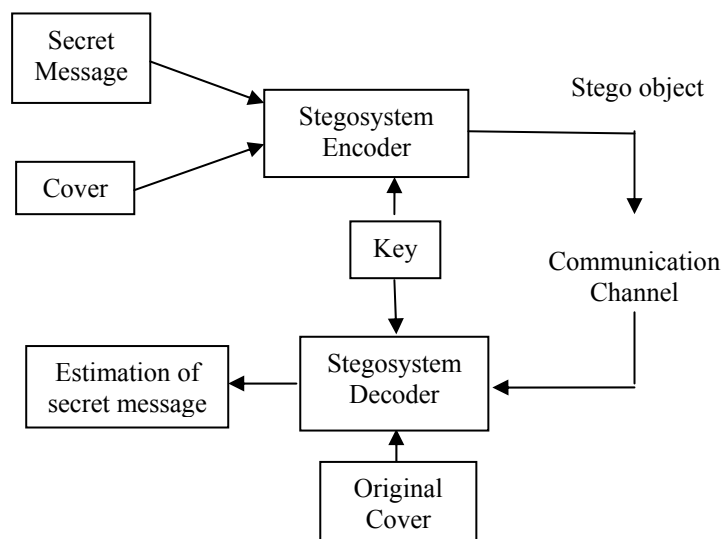 Secret
Message
Stego object
Stegosystem
Encoder
Cover
Key
Communication
Channel
Estimation of
secret message
Stegosystem
Decoder
Original
Cover